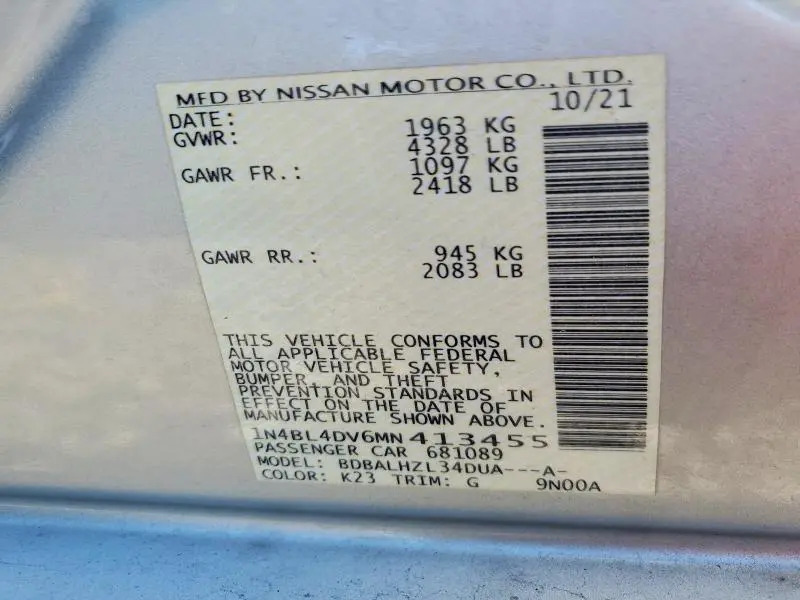 MFD BY NISSAN MOTOR CO., LTD.
DATE: 10/21
GVWR: 1963 KG
4328 LB
GAWR FR.: 1097 KG
2418 LB
GAWR RR.: 945 KG
2083 LB
THIS VEHICLE CONFORMS TO
ALL APPLICABLE FEDERAL
MOTOR VEHICLE SAFETY,
BUMPER, AND THEFT
PREVENTION STANDARDS IN
EFFECT ON THE DATE OF
MANUFACTURE SHOWN ABOVE.
1N4BL4DV6MN413455
PASSENGER CAR 681089
MODEL: BDBALHZL34DUA---A-
COLOR: K23 TRIM: G 9N00A